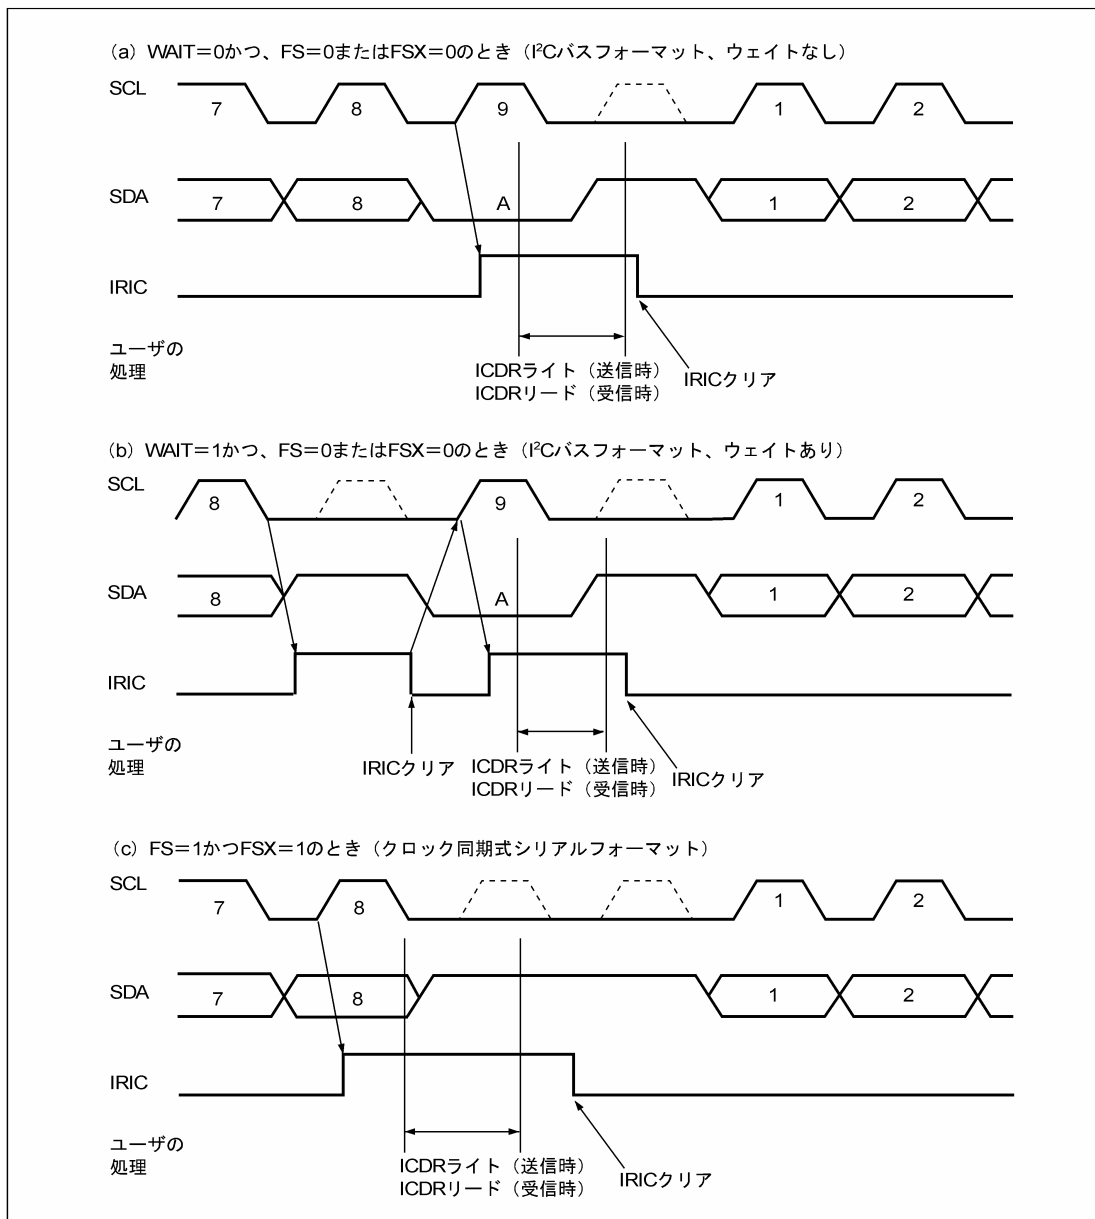 (a) WAIT=0かつ、FS=0またはFSX=0のとき（I²Cバスフォーマット、ウェイトなし）
SCL
7 8 9 1 2
SDA
7 8 A 1 2
IRIC
ユーザの
処理
ICDRライト（送信時）
ICDRリード（受信時）
IRICクリア
(b) WAIT=1かつ、FS=0またはFSX=0のとき（I²Cバスフォーマット、ウェイトあり）
SCL
8 9 1 2
SDA
8 A 1 2
IRIC
ユーザの
処理
IRICクリア
ICDRライト（送信時）
ICDRリード（受信時）
IRICクリア
(c) FS=1かつFSX=1のとき（クロック同期式シリアルフォーマット）
SCL
7 8 1 2
SDA
7 8 1 2
IRIC
ユーザの
処理
ICDRライト（送信時）
ICDRリード（受信時）
IRICクリア